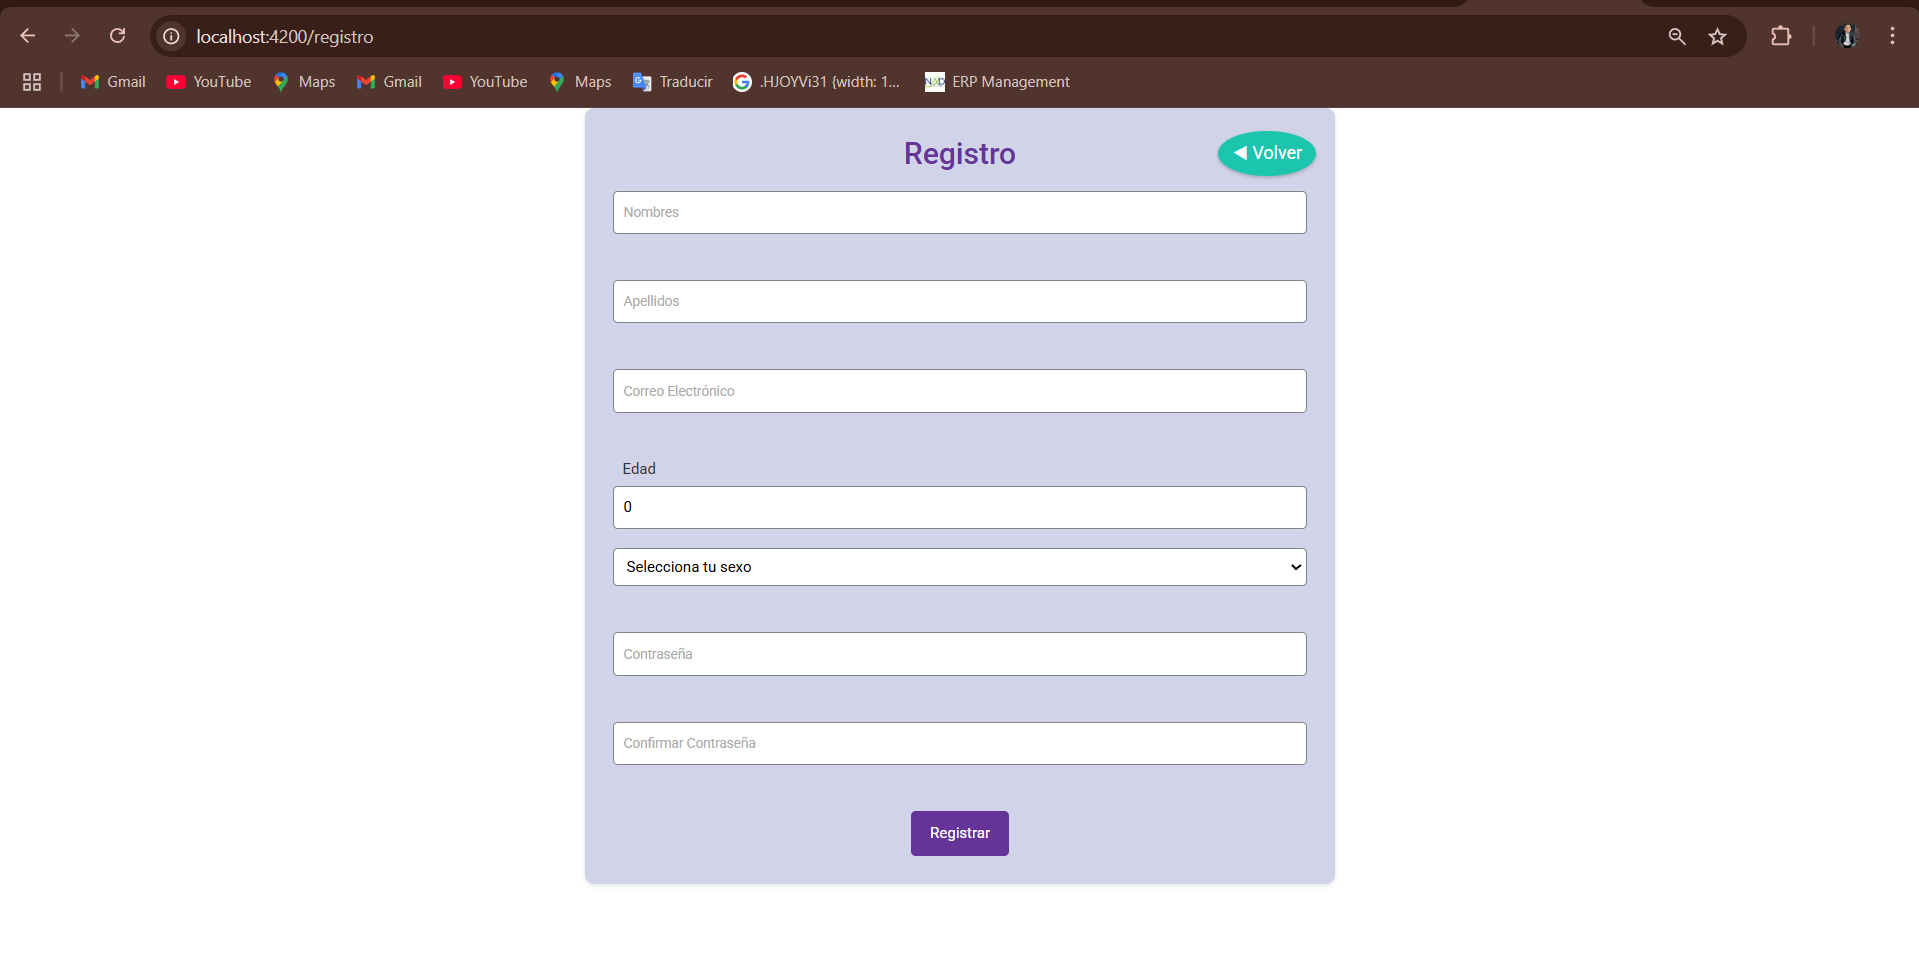 localhost:4200/registro
Gmail YouTube Maps Gmail YouTube Maps Traducir .HJOYVi31 {width: 1... ERP Management
Registro
◀ Volver
Nombres
Apellidos
Correo Electrónico
Edad
0
Selecciona tu sexo
Contraseña
Confirmar Contraseña
Registrar